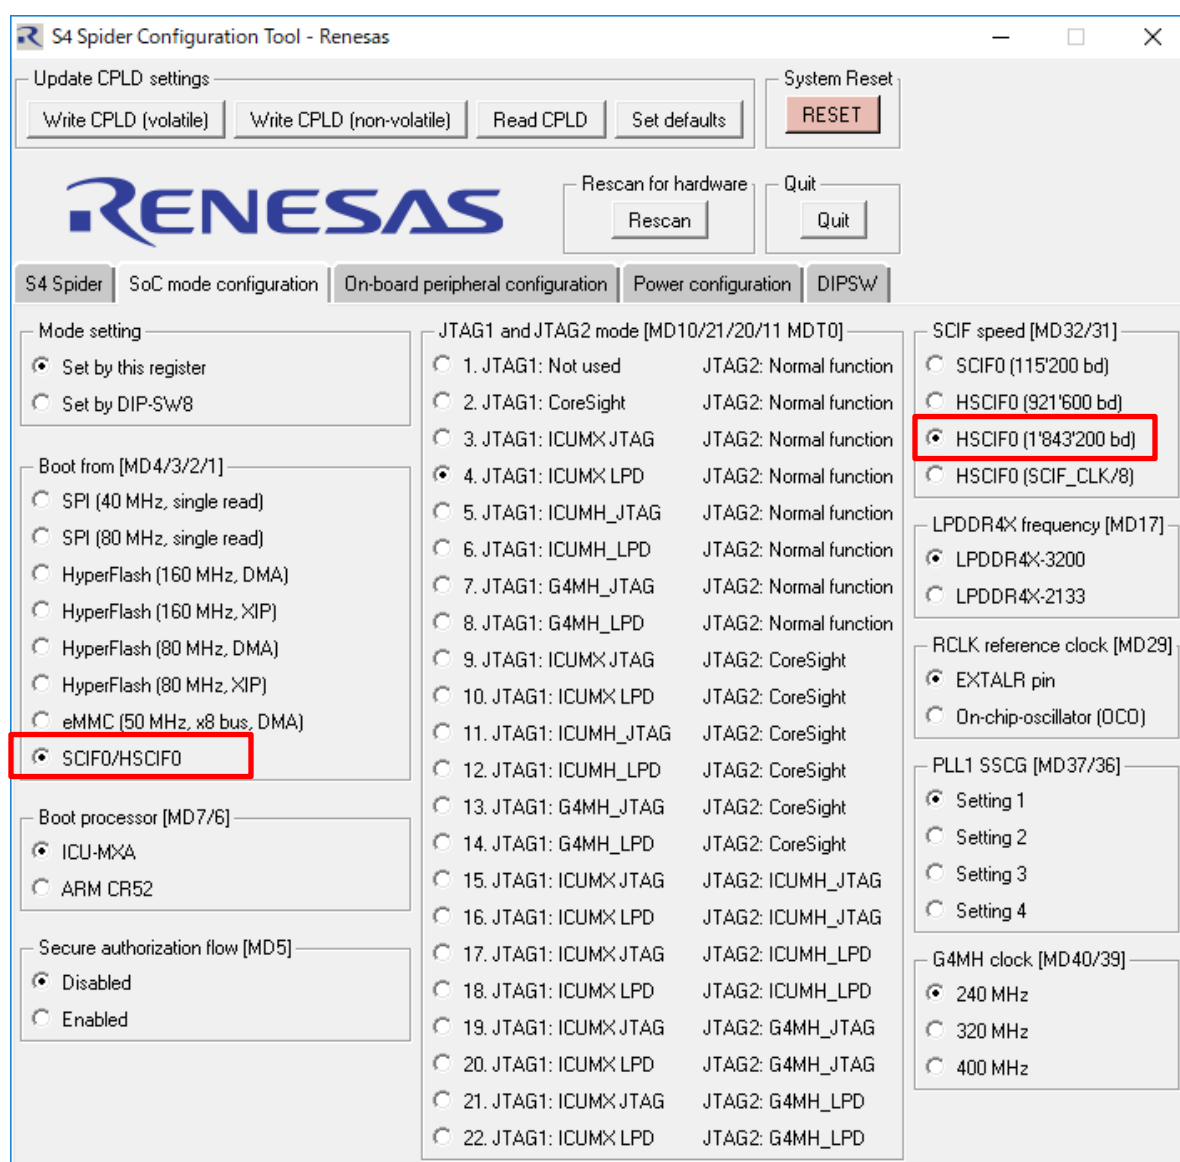 S4 Spider Configuration Tool - Renesas
Update CPLD settings
Write CPLD (volatile)
Write CPLD (non-volatile)
Read CPLD
Set defaults
System Reset
RESET
RENESAS
Rescan for hardware
Rescan
Quit
Quit
S4 Spider
SoC mode configuration
On-board peripheral configuration
Power configuration
DIPSW
Mode setting
Set by this register
Set by DIP-SW8
Boot from [MD4/3/2/1]
SPI (40 MHz, single read)
SPI (80 MHz, single read)
HyperFlash (160 MHz, DMA)
HyperFlash (160 MHz, XIP)
HyperFlash (80 MHz, DMA)
HyperFlash (80 MHz, XIP)
eMMC (50 MHz, x8 bus, DMA)
SCIF0/HSCIF0
Boot processor [MD7/6]
ICU-MXA
ARM CR52
Secure authorization flow [MD5]
Disabled
Enabled
JTAG1 and JTAG2 mode [MD10/21/20/11 MDT0]
1. JTAG1: Not used JTAG2: Normal function
2. JTAG1: CoreSight JTAG2: Normal function
3. JTAG1: ICUMX JTAG JTAG2: Normal function
4. JTAG1: ICUMX LPD JTAG2: Normal function
5. JTAG1: ICUMH_JTAG JTAG2: Normal function
6. JTAG1: ICUMH_LPD JTAG2: Normal function
7. JTAG1: G4MH_JTAG JTAG2: Normal function
8. JTAG1: G4MH_LPD JTAG2: Normal function
9. JTAG1: ICUMX JTAG JTAG2: CoreSight
10. JTAG1: ICUMX LPD JTAG2: CoreSight
11. JTAG1: ICUMH_JTAG JTAG2: CoreSight
12. JTAG1: ICUMH_LPD JTAG2: CoreSight
13. JTAG1: G4MH_JTAG JTAG2: CoreSight
14. JTAG1: G4MH_LPD JTAG2: CoreSight
15. JTAG1: ICUMX JTAG JTAG2: ICUMH_JTAG
16. JTAG1: ICUMX LPD JTAG2: ICUMH_JTAG
17. JTAG1: ICUMX JTAG JTAG2: ICUMH_LPD
18. JTAG1: ICUMX LPD JTAG2: ICUMH_LPD
19. JTAG1: ICUMX JTAG JTAG2: G4MH_JTAG
20. JTAG1: ICUMX LPD JTAG2: G4MH_JTAG
21. JTAG1: ICUMX JTAG JTAG2: G4MH_LPD
22. JTAG1: ICUMX LPD JTAG2: G4MH_LPD
SCIF speed [MD32/31]
SCIF0 (115'200 bd)
HSCIF0 (921'600 bd)
HSCIF0 (1'843'200 bd)
HSCIF0 (SCIF_CLK/8)
LPDDR4X frequency [MD17]
LPDDR4X-3200
LPDDR4X-2133
RCLK reference clock [MD29]
EXTALR pin
On-chip-oscillator (OCO)
PLL1 SSCG [MD37/36]
Setting 1
Setting 2
Setting 3
Setting 4
G4MH clock [MD40/39]
240 MHz
320 MHz
400 MHz